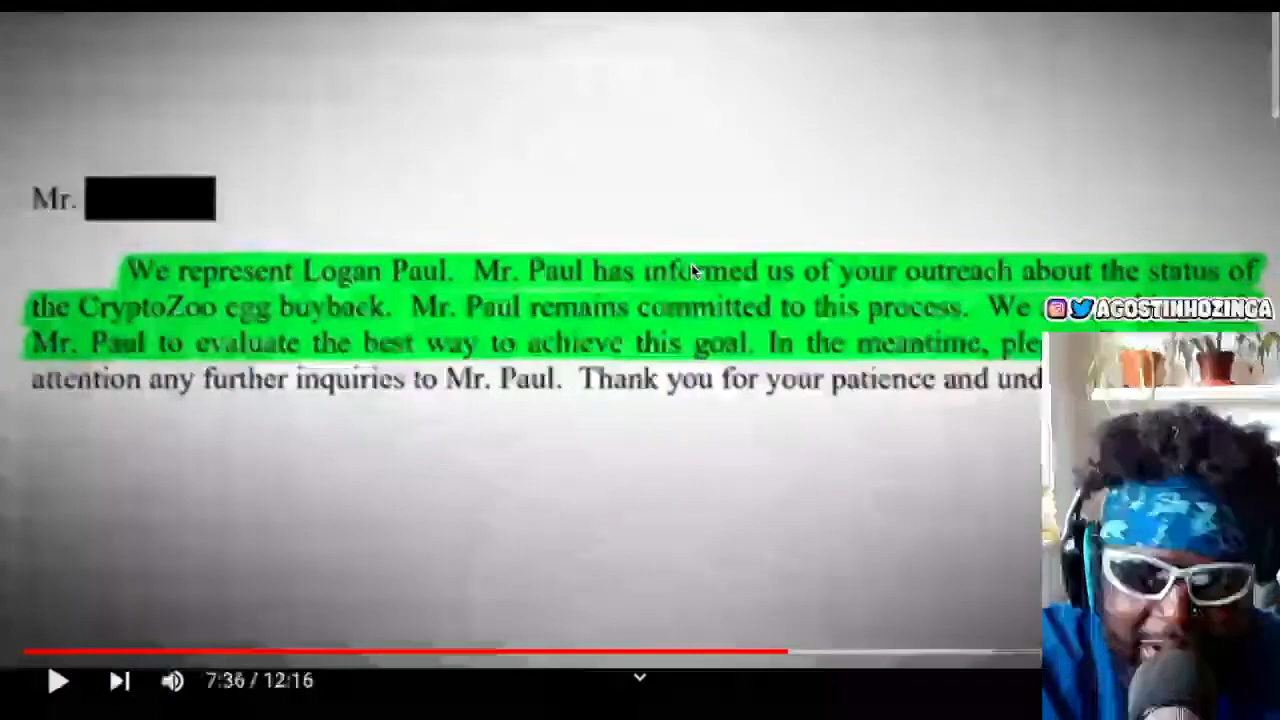 Mr.
We represent Logan Paul. Mr. Paul has informed us of your outreach about the status of
the CryptoZoo egg buyback. Mr. Paul remains committed to this process. We
@AGOSTINHOZINGA
Mr. Paul to evaluate the best way to achieve this goal. In the meantime,
attention any further inquiries to Mr. Paul. Thank you for your patience and
7:36 / 12:16